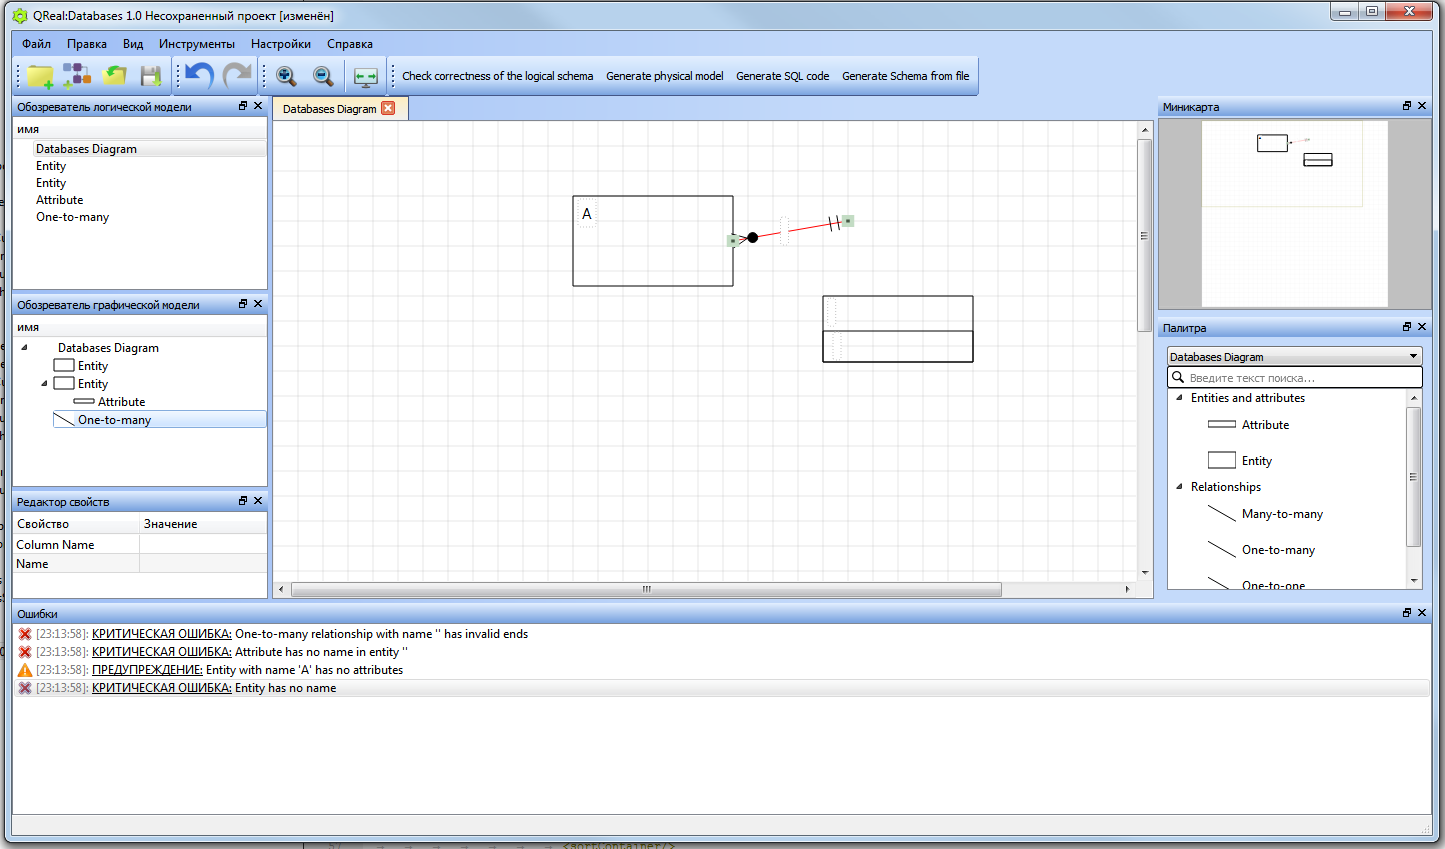 QReal:Databases 1.0 Несохраненный проект [изменён]
Файл Правка Вид Инструменты Настройки Справка
Check correctness of the logical schema Generate physical model Generate SQL code Generate Schema from file
Обозреватель логической модели
имя
Databases Diagram
Entity
Entity
Attribute
One-to-many
Обозреватель графической модели
имя
Databases Diagram
Entity
Entity
Attribute
One-to-many
Редактор свойств
Свойство Значение
Column Name
Name
Databases Diagram
A
Миникарта
Палитра
Databases Diagram
Введите текст поиска...
Entities and attributes
Attribute
Entity
Relationships
Many-to-many
One-to-many
One-to-one
Ошибки
[23:13:58]: КРИТИЧЕСКАЯ ОШИБКА: One-to-many relationship with name '' has invalid ends
[23:13:58]: КРИТИЧЕСКАЯ ОШИБКА: Attribute has no name in entity ''
[23:13:58]: ПРЕДУПРЕЖДЕНИЕ: Entity with name 'A' has no attributes
[23:13:58]: КРИТИЧЕСКАЯ ОШИБКА: Entity has no name
<sortContainer/>